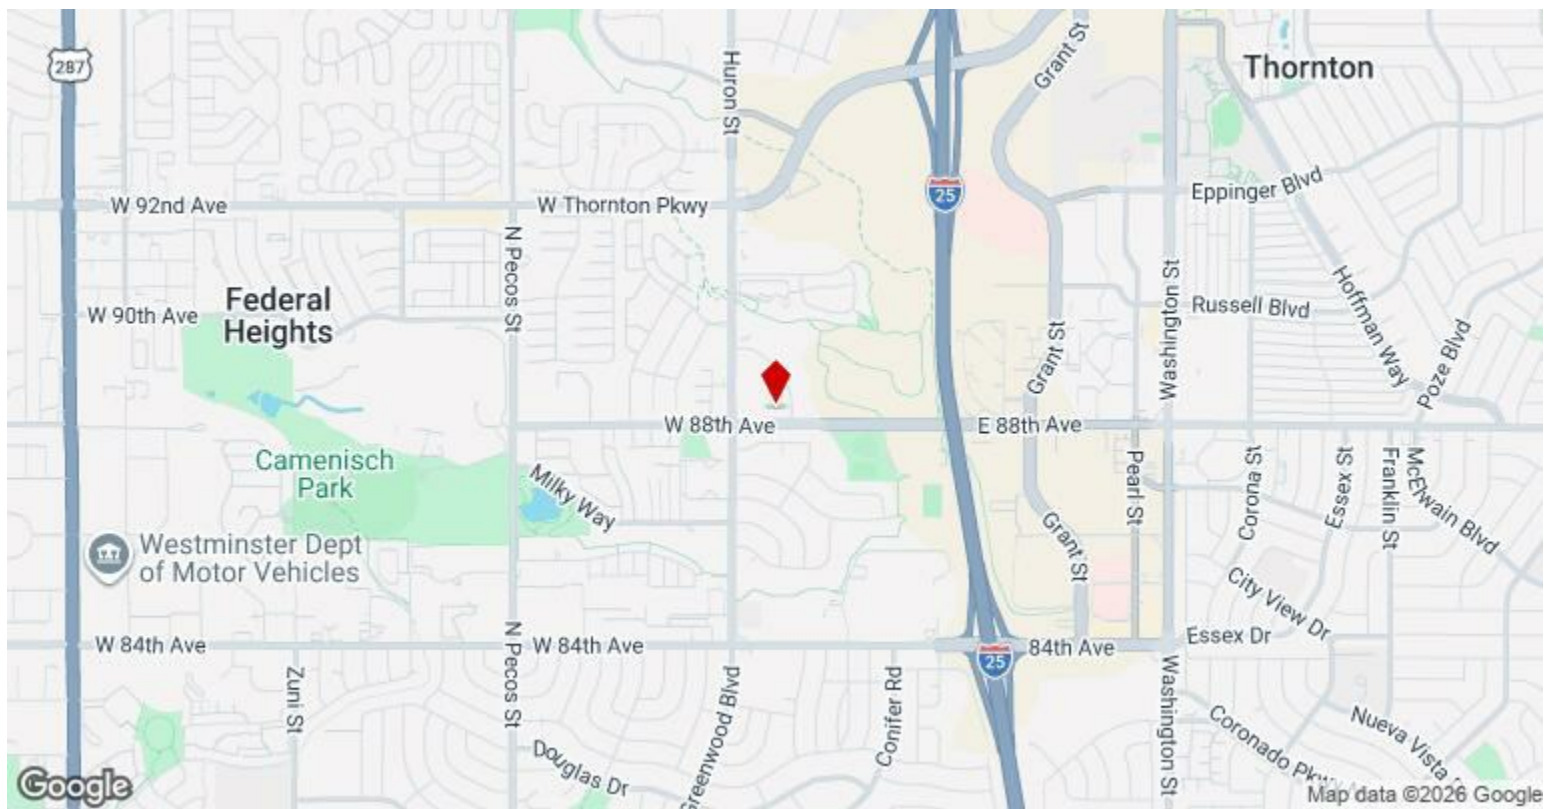 287
Huron St
Grant St
Thornton
25
Eppinger Blvd
W 92nd Ave
W Thornton Pkwy
N Pecos St
Washington St
Hoffman Way
Federal
Heights
W 90th Ave
Russell Blvd
Grant St
Poze Blvd
W 88th Ave
E 88th Ave
Camenisch
Park
Milky Way
Pearl St
Corona St
Essex St
Franklin St
McElwain Blvd
Westminster Dept
of Motor Vehicles
Grant St
City View Dr
W 84th Ave
N Pecos St
W 84th Ave
84th Ave
Essex Dr
25
Zuni St
Greenwood Blvd
Conifer Rd
Washington St
Coronado
Nueva Vista
Douglas Dr
Google
Map data ©2026 Google